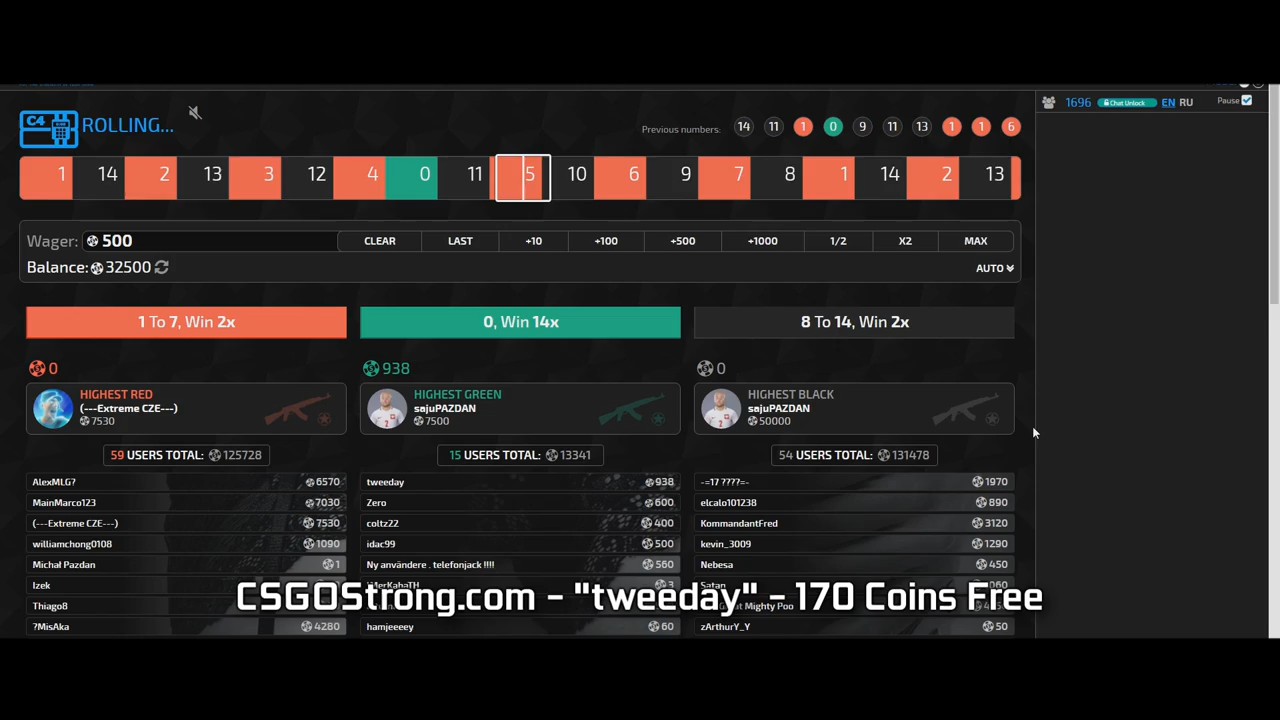 1696 Chat Unlock EN RU Pause
C4 ROLLING...
Previous numbers: 14 11 1 0 9 11 13 1 1 6
1 14 2 13 3 12 4 0 11 5 10 6 9 7 8 1 14 2 13
Wager: 500 CLEAR LAST +10 +100 +500 +1000 1/2 X2 MAX
Balance: 32500 AUTO
1 To 7, Win 2x
0, Win 14x
8 To 14, Win 2x
0
938
0
HIGHEST RED
(---Extreme CZE---)
7530
HIGHEST GREEN
sajuPAZDAN
7500
HIGHEST BLACK
sajuPAZDAN
50000
59 USERS TOTAL: 125728
15 USERS TOTAL: 13341
54 USERS TOTAL: 131478
AlexMLG? 6570
tweeday 938
-=17 ????=- 1970
MainMarco123 7030
Zero 600
elcalo101238 890
(---Extreme CZE---) 7530
coltz22 400
KommandantFred 3120
williamchong0108 1090
idac99 500
kevin_3009 1290
Michał Pazdan 1
Ny användere . telefonjack !!!! 560
Nebesa 450
Izek
3
Satan
Thiago8
Mighty Poo
?MisAka 4280
hamjeeeey 60
zArthurY_Y 50
CSGOStrong.com - "tweeday" - 170 Coins Free